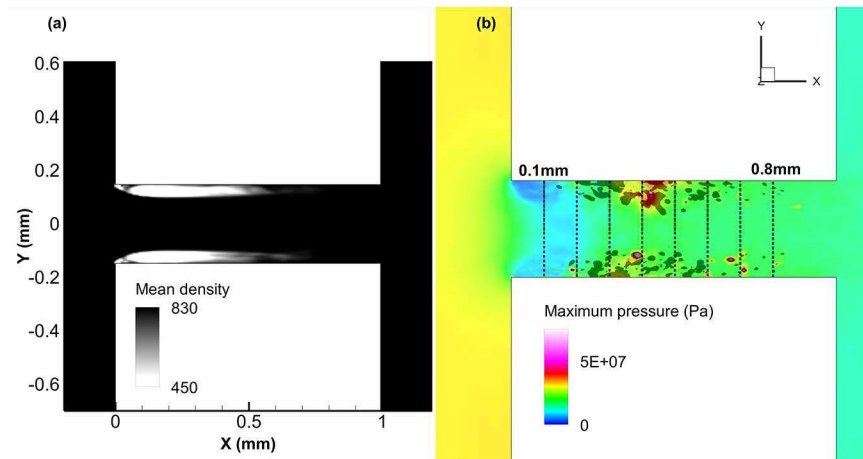 (a)
0.6
0.4
0.2
0
-0.2
-0.4
-0.6
Y (mm)
Mean density
830
450
0
0.5
1
X (mm)
(b)
Y
Z
X
0.1mm
0.8mm
Maximum pressure (Pa)
5E+07
0